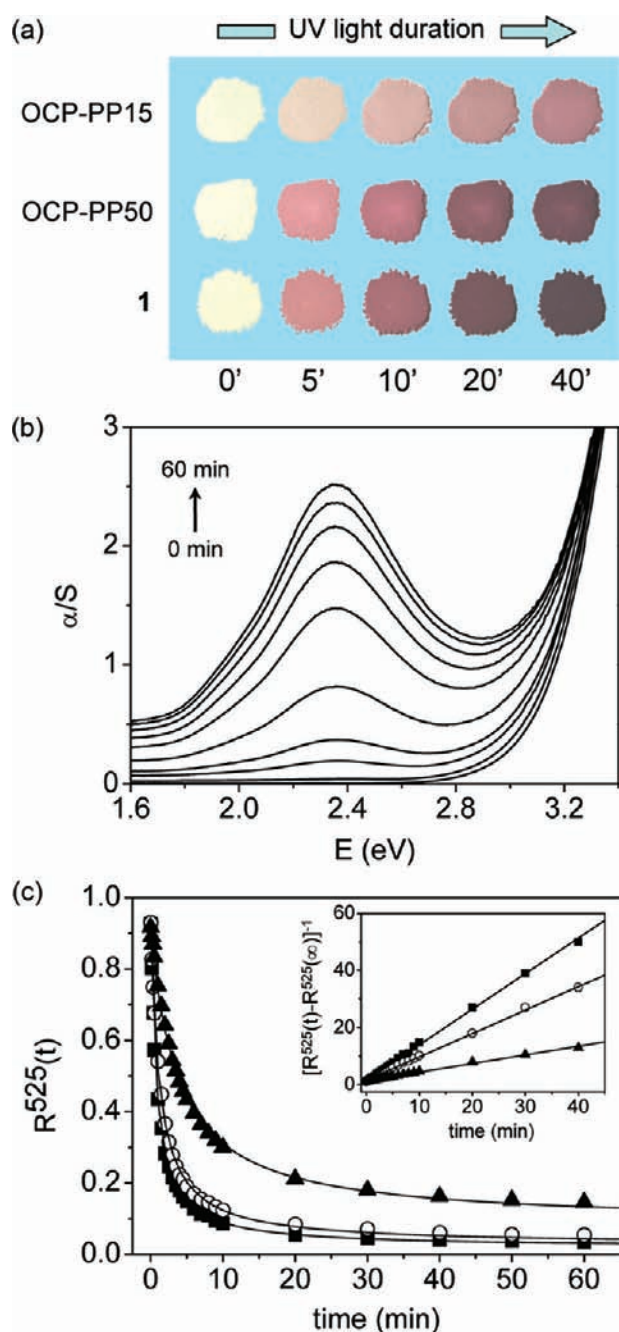 (a)
UV light duration
OCP-PP15
OCP-PP50
1
0' 5' 10' 20' 40'
(b)
3
2
1
0
α/S
60 min
0 min
1.6 2.0 2.4 2.8 3.2
E (eV)
(c)
1.0
0.8
0.6
0.4
0.2
0.0
R⁵²⁵(t)
0 10 20 30 40 50 60
time (min)
60
40
20
0
[R⁵²⁵(t)-R⁵²⁵(∞)]⁻¹
0 10 20 30 40
time (min)